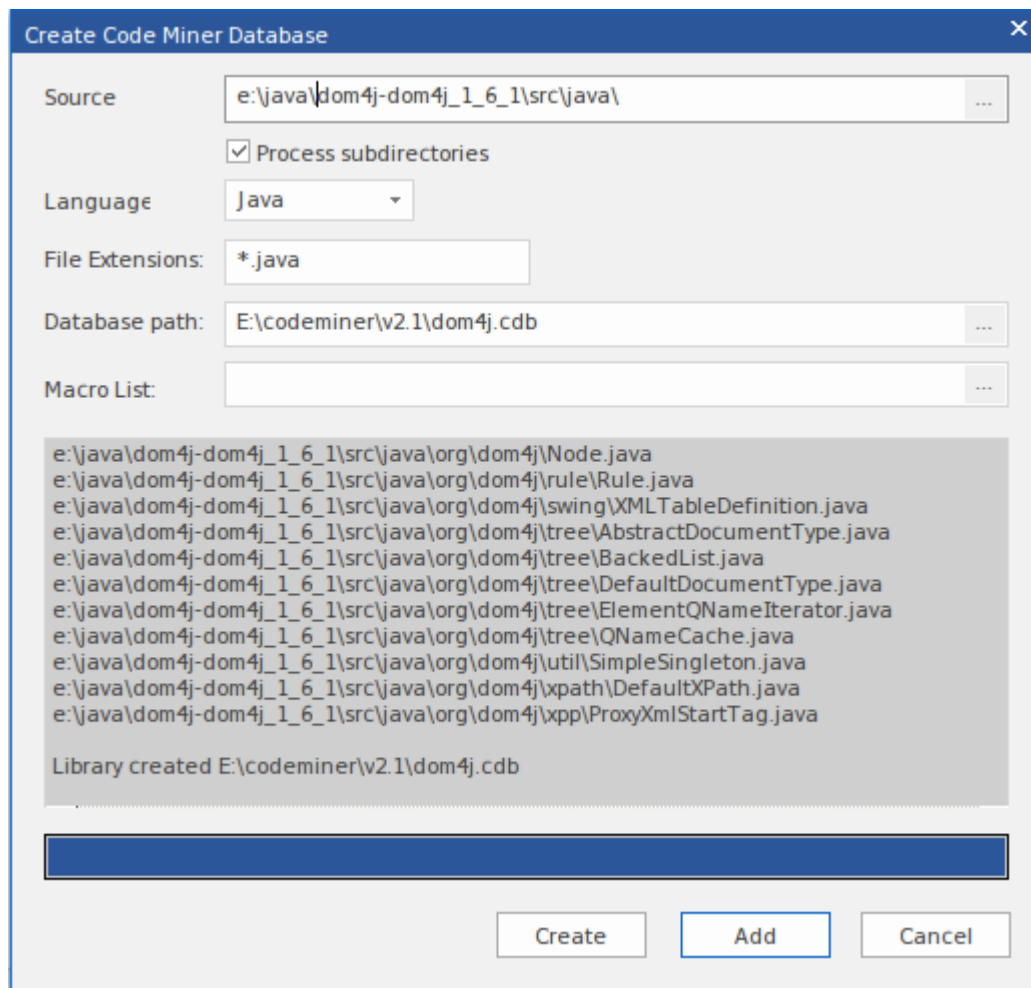 Create Code Miner Database
Source
e:\java\dom4j-dom4j_1_6_1\src\java\
...
Process subdirectories
Language
Java
File Extensions:
*.java
Database path:
E:\codeminer\v2.1\dom4j.cdb
...
Macro List:
...
e:\java\dom4j-dom4j_1_6_1\src\java\org\dom4j\Node.java
e:\java\dom4j-dom4j_1_6_1\src\java\org\dom4j\rule\Rule.java
e:\java\dom4j-dom4j_1_6_1\src\java\org\dom4j\swing\XMLTableDefinition.java
e:\java\dom4j-dom4j_1_6_1\src\java\org\dom4j\tree\AbstractDocumentType.java
e:\java\dom4j-dom4j_1_6_1\src\java\org\dom4j\tree\BackedList.java
e:\java\dom4j-dom4j_1_6_1\src\java\org\dom4j\tree\DefaultDocumentType.java
e:\java\dom4j-dom4j_1_6_1\src\java\org\dom4j\tree\ElementQNameIterator.java
e:\java\dom4j-dom4j_1_6_1\src\java\org\dom4j\tree\QNameCache.java
e:\java\dom4j-dom4j_1_6_1\src\java\org\dom4j\util\SimpleSingleton.java
e:\java\dom4j-dom4j_1_6_1\src\java\org\dom4j\xpath\DefaultXPath.java
e:\java\dom4j-dom4j_1_6_1\src\java\org\dom4j\xpp\ProxyXmlStartTag.java
Library created E:\codeminer\v2.1\dom4j.cdb
Create
Add
Cancel